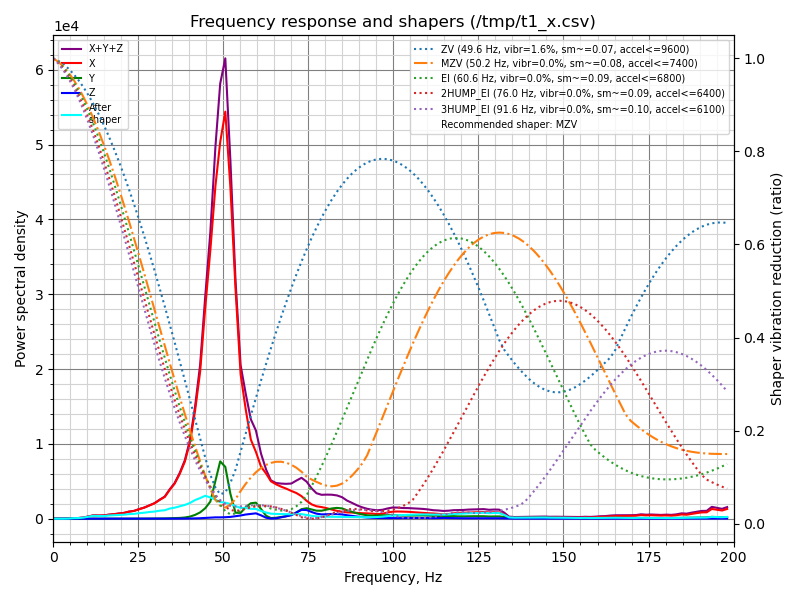 Frequency response and shapers (/tmp/t1_x.csv)
1e4
X+Y+Z
X
Y
Z
After
shaper
ZV (49.6 Hz, vibr=1.6%, sm~=0.07, accel<=9600)
MZV (50.2 Hz, vibr=0.0%, sm~=0.08, accel<=7400)
EI (60.6 Hz, vibr=0.0%, sm~=0.09, accel<=6800)
2HUMP_EI (76.0 Hz, vibr=0.0%, sm~=0.09, accel<=6400)
3HUMP_EI (91.6 Hz, vibr=0.0%, sm~=0.10, accel<=6100)
Recommended shaper: MZV
Power spectral density
6
5
4
3
2
1
0
1.0
0.8
0.6
0.4
0.2
0.0
Shaper vibration reduction (ratio)
0 25 50 75 100 125 150 175 200
Frequency, Hz